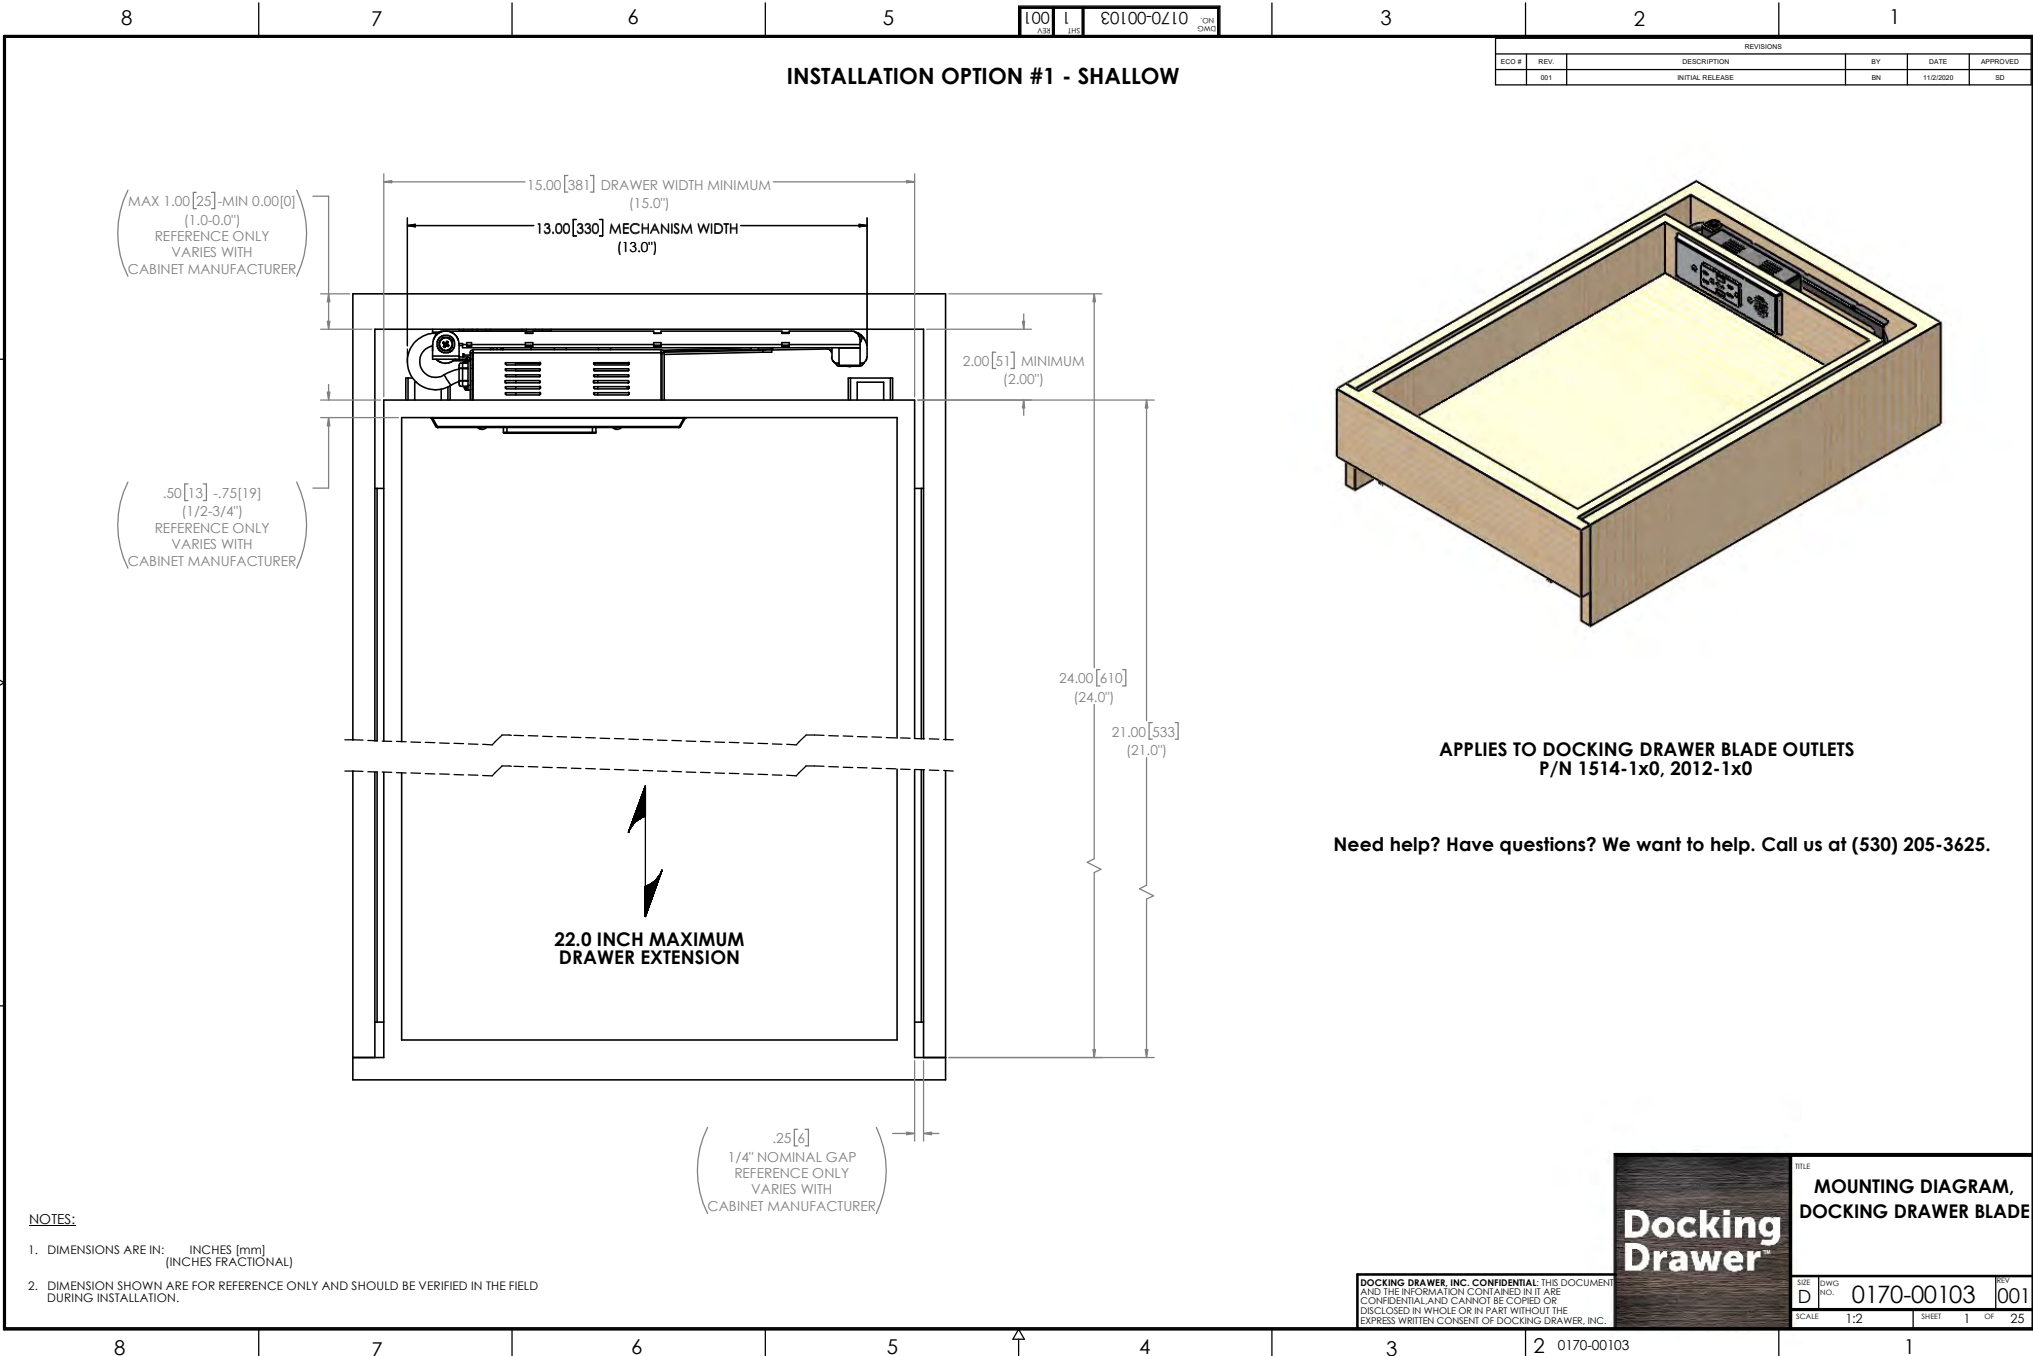 8
7
6
5
DWG NO. 0170-00103 SHT 1 REV 001
3
2
1
INSTALLATION OPTION #1 - SHALLOW
REVISIONS
ECO # REV. DESCRIPTION BY DATE APPROVED
001 INITIAL RELEASE BN 11/2/2020 SD
15.00[381] DRAWER WIDTH MINIMUM
(15.0")
13.00[330] MECHANISM WIDTH
(13.0")
MAX 1.00[25]-MIN 0.00[0]
(1.0-0.0")
REFERENCE ONLY
VARIES WITH
CABINET MANUFACTURER
2.00[51] MINIMUM
(2.00")
.50[13] -.75[19]
(1/2-3/4")
REFERENCE ONLY
VARIES WITH
CABINET MANUFACTURER
24.00[610]
(24.0")
21.00[533]
(21.0")
22.0 INCH MAXIMUM
DRAWER EXTENSION
.25[6]
1/4" NOMINAL GAP
REFERENCE ONLY
VARIES WITH
CABINET MANUFACTURER
APPLIES TO DOCKING DRAWER BLADE OUTLETS
P/N 1514-1x0, 2012-1x0
Need help? Have questions? We want to help. Call us at (530) 205-3625.
NOTES:
1. DIMENSIONS ARE IN: INCHES [mm]
(INCHES FRACTIONAL)
2. DIMENSION SHOWN ARE FOR REFERENCE ONLY AND SHOULD BE VERIFIED IN THE FIELD
DURING INSTALLATION.
DOCKING DRAWER, INC. CONFIDENTIAL: THIS DOCUMENT
AND THE INFORMATION CONTAINED IN IT ARE
CONFIDENTIAL,AND CANNOT BE COPIED OR
DISCLOSED IN WHOLE OR IN PART WITHOUT THE
EXPRESS WRITTEN CONSENT OF DOCKING DRAWER, INC.
Docking
Drawer™
TITLE
MOUNTING DIAGRAM,
DOCKING DRAWER BLADE
SIZE D DWG NO. 0170-00103 REV 001
SCALE 1:2 SHEET 1 OF 25
8
7
6
5
4
3
2 0170-00103
1